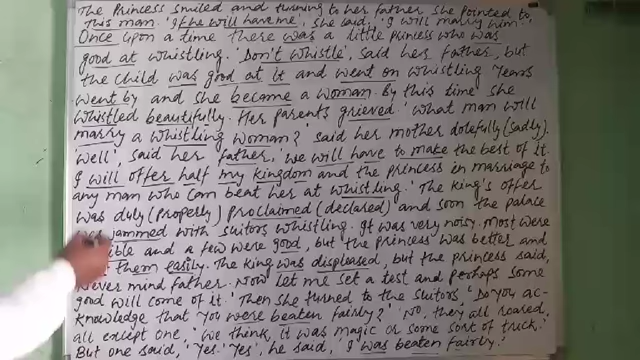 The Princess smiled and turning to her father she pointed to
this man. 'If he will have me', she said, 'I will marry him'.
Once upon a time there was a little princess who was
good at whistling. 'Don't whistle', said her father, but
the child was good at it and went on whistling. Years
went by and she became a woman. By this time she
whistled beautifully. Her parents grieved 'What man will
marry a whistling woman? said her mother dolefully (sadly).
Well', said her father, 'we will have to make the best of it.
I will offer half my kingdom and the princess in marriage to
any man who can beat her at whistling.' The king's offer
was duly (properly) proclaimed (declared) and soon the palace
jammed with suitors whistling. It was very noisy. Most were
and a few were good, but the princess was better and
them easily. The king was displeased, but the princess said,
Never mind father. Now let me set a test and perhaps some
good will come of it.' Then she turned to the suitors, 'Do you ac-
knowledge that you were beaten fairly?' 'No, they all roared,
all except one. 'We think, it was magic or some sort of trick.'
But one said, 'Yes. 'Yes', he said, 'I was beaten fairly.'